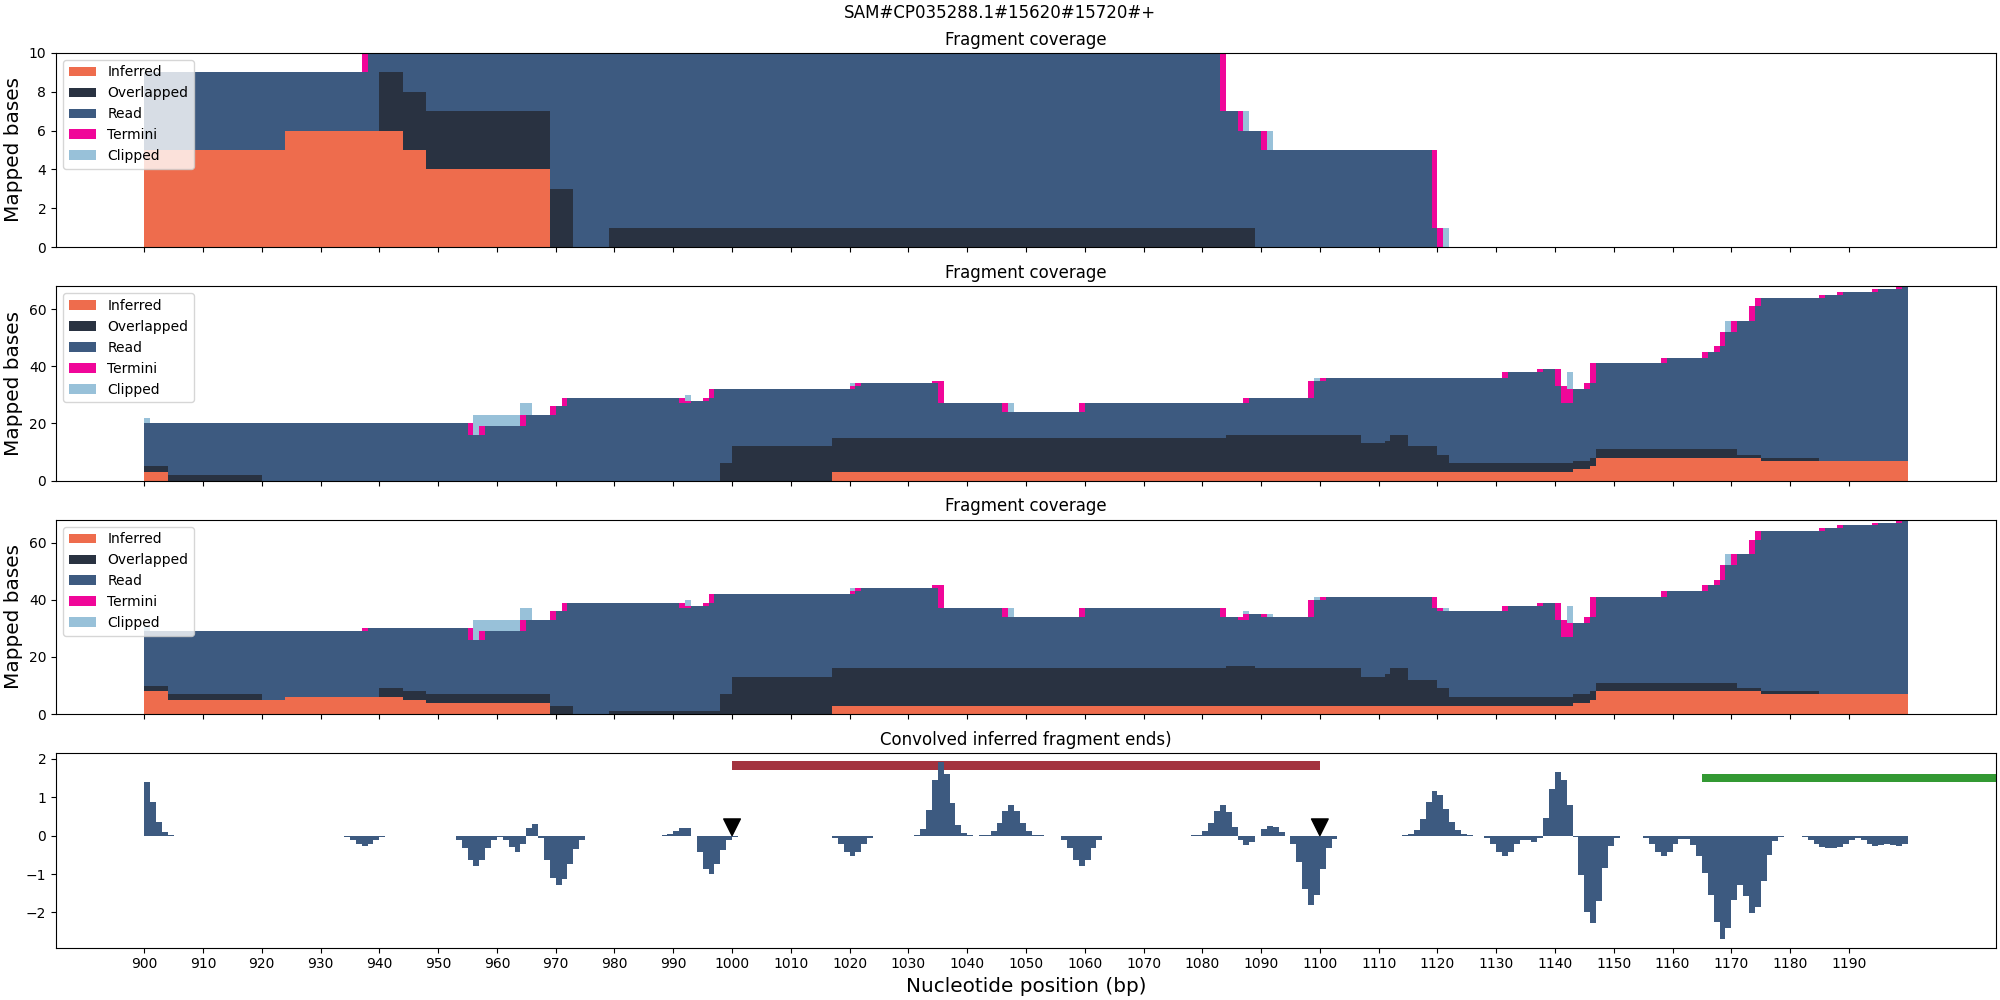 SAM#CP035288.1#15620#15720#+
Fragment coverage
Mapped bases
10
8
6
4
2
0
Inferred
Overlapped
Read
Termini
Clipped
Fragment coverage
Mapped bases
60
40
20
0
Inferred
Overlapped
Read
Termini
Clipped
Fragment coverage
Mapped bases
60
40
20
0
Inferred
Overlapped
Read
Termini
Clipped
Convolved inferred fragment ends)
2
1
0
−1
−2
900 910 920 930 940 950 960 970 980 990 1000 1010 1020 1030 1040 1050 1060 1070 1080 1090 1100 1110 1120 1130 1140 1150 1160 1170 1180 1190
Nucleotide position (bp)